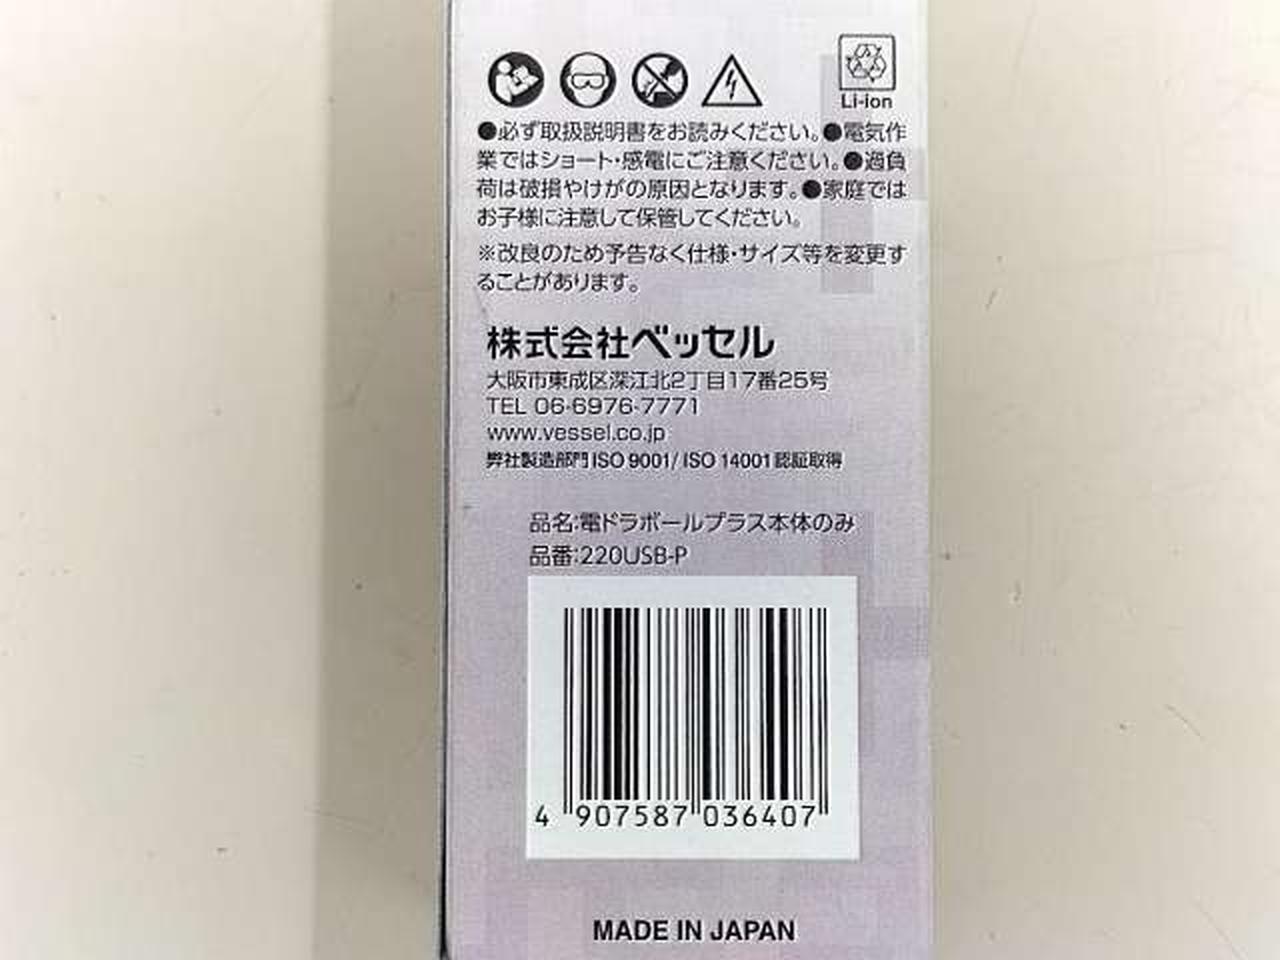 Li-ion
●必ず取扱説明書をお読みください。●電気作
業ではショート・感電にご注意ください。●過負
荷は破損やけがの原因となります。●家庭では
お子様に注意して保管してください。
※改良のため予告なく仕様・サイズ等を変更す
ることがあります。
株式会社ベッセル
大阪市東成区深江北2丁目17番25号
TEL 06-6976-7771
www.vessel.co.jp
弊社製造部門 ISO 9001/ ISO 14001 認証取得
品名:電ドラボールプラス本体のみ
品番:220USB-P
4 907587 036407
MADE IN JAPAN